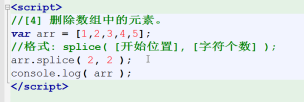 <script>
//[4] 删除数组中的元素。
var arr = [1,2,3,4,5];
//格式: splice( [开始位置], [字符个数] );
arr.splice( 2, 2 );
console.log( arr );
</script>